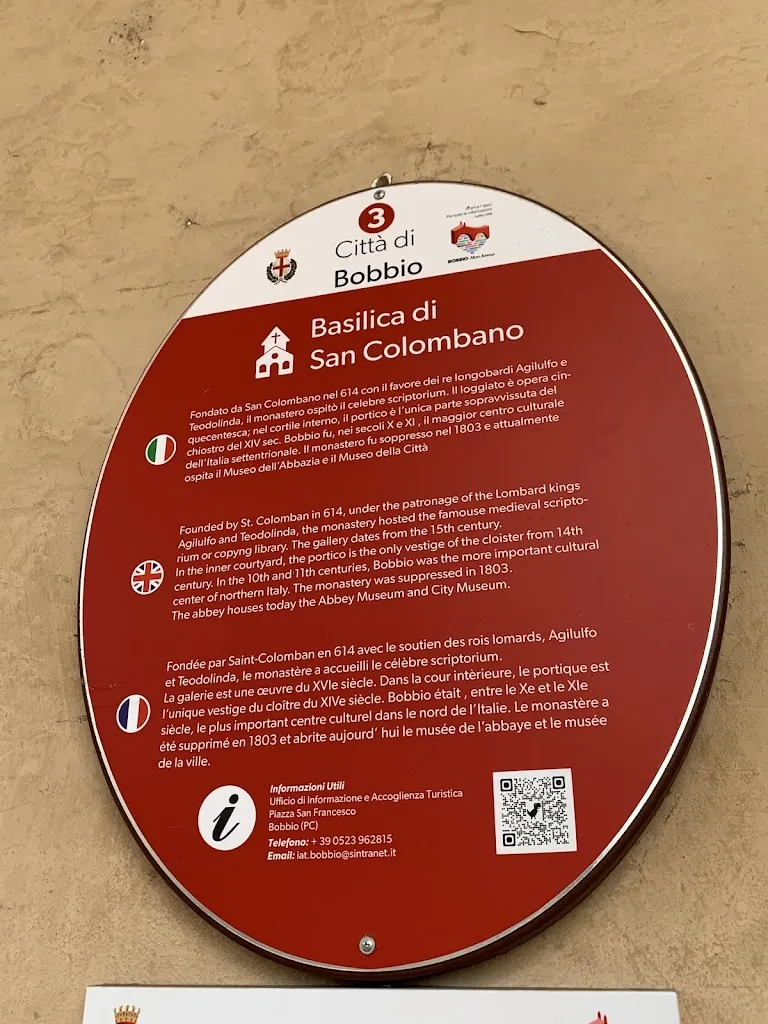 3
Città di
Bobbio
BOBBIO Mon Amour
Per tutte le informazioni
sulla città
Basilica di
San Colombano
Fondato da San Colombano nel 614 con il favore dei re longobardi Agilulfo e
Teodolinda, il monastero ospitò il celebre scriptorium. Il loggiato è opera cin-
quecentesca; nel cortile interno, il portico è l'unica parte sopravvissuta del
chiostro del XIV sec. Bobbio fu, nei secoli X e XI , il maggior centro culturale
dell'Italia settentrionale. Il monastero fu soppresso nel 1803 e attualmente
ospita il Museo dell'Abbazia e il Museo della Città
Founded by St. Colomban in 614, under the patronage of the Lombard kings
Agilulfo and Teodolinda, the monastery hosted the famouse medieval scripto-
rium or copyng library. The gallery dates from the 15th century.
In the inner courtyard, the portico is the only vestige of the cloister from 14th
century. In the 10th and 11th centuries, Bobbio was the more important cultural
center of northern Italy. The monastery was suppressed in 1803.
The abbey houses today the Abbey Museum and City Museum.
Fondée par Saint-Colomban en 614 avec le soutien des rois lomards, Agilulfo
et Teodolinda, le monastère a accueilli le célèbre scriptorium.
La galerie est une œuvre du XVIe siècle. Dans la cour intèrieure, le portique est
l'unique vestige du cloître du XIVe siècle. Bobbio était , entre le Xe et le XIe
siècle, le plus important centre culturel dans le nord de l'Italie. Le monastère a
été supprimé en 1803 et abrite aujourd' hui le musée de l'abbaye et le musée
de la ville.
Informazioni Utili
Ufficio di Informazione e Accoglienza Turistica
Piazza San Francesco
Bobbio (PC)
Telefono: + 39 0523 962815
Email: iat.bobbio@sintranet.it